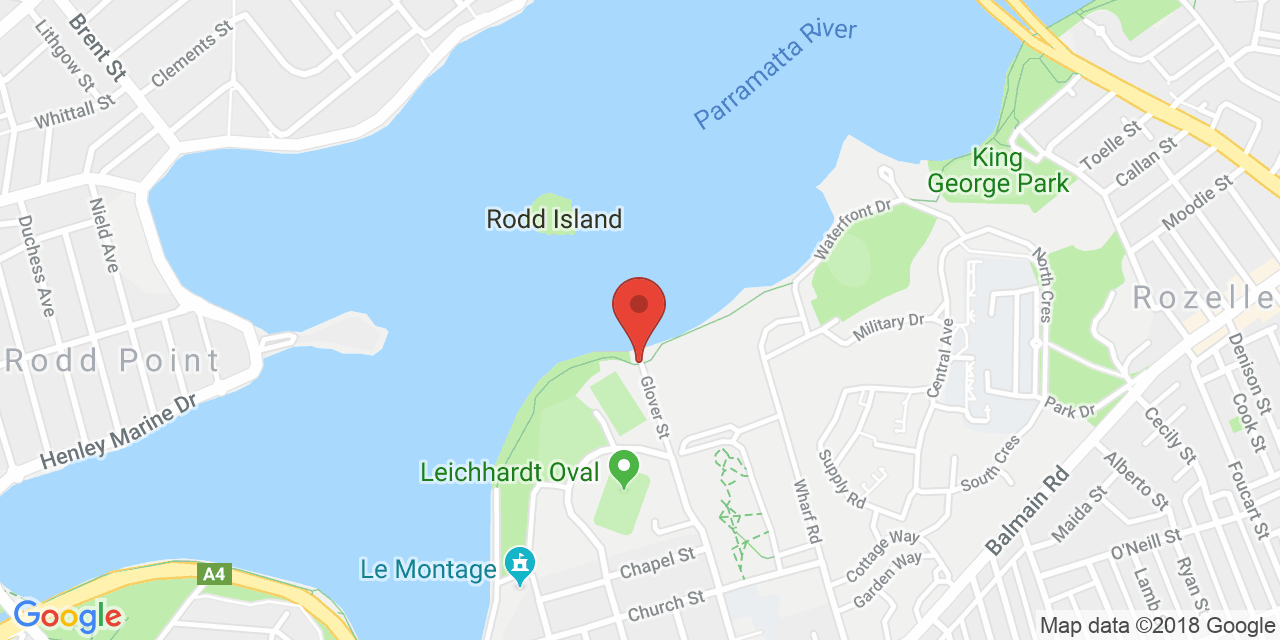 Brent St
Lithgow St
Clements St
Whittall St
Parramatta River
King
George Park
Toelle St
Callan St
Moodie St
Duchess Ave
Nield Ave
Rodd Island
Waterfront Dr
North Cres
Rozelle
Rodd Point
Military Dr
Central Ave
Denison St
Henley Marine Dr
Glover St
Park Dr
Cook St
Cecily St
Leichhardt Oval
Supply Rd
South Cres
Alberto St
Foucart St
Wharf Rd
Balmain Rd
Maida St
Le Montage
Chapel St
Cottage Way
O'Neill St
A4
Garden Way
Ryan St
Lamb
Church St
Google
Map data ©2018 Google